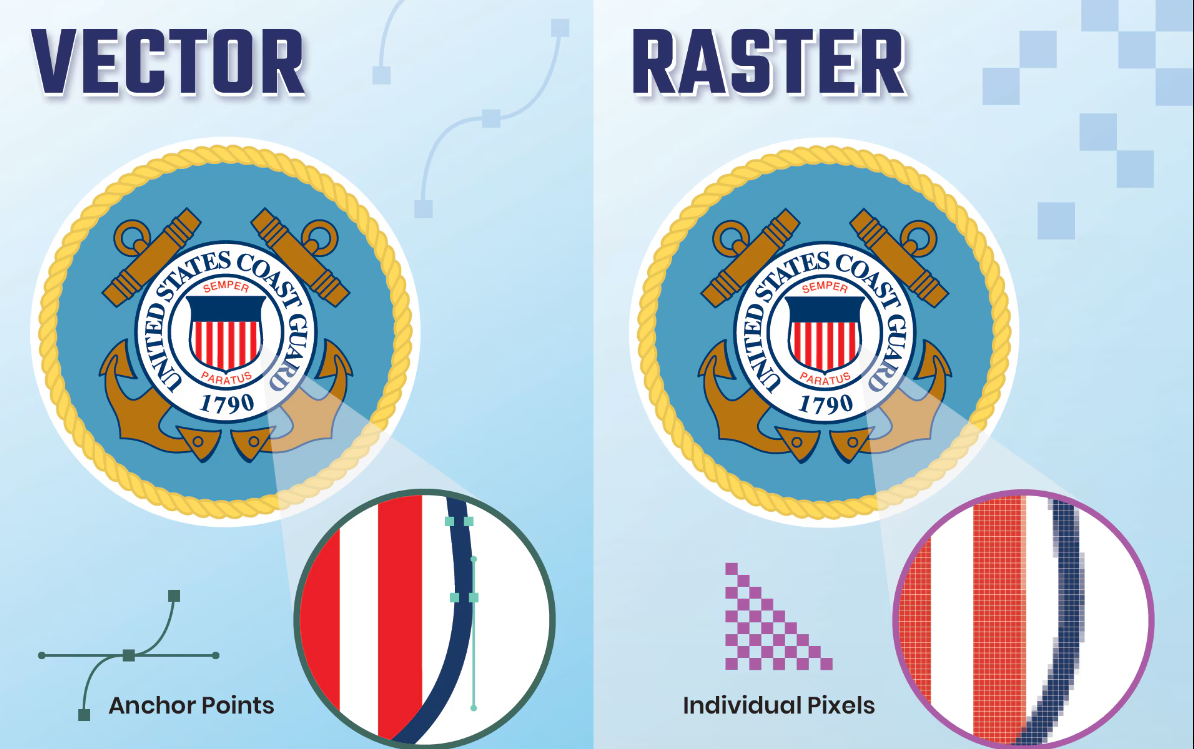 VECTOR
UNITED STATES COAST GUARD
SEMPER
PARATUS
1790
Anchor Points
RASTER
UNITED STATES COAST GUARD
SEMPER
PARATUS
1790
Individual Pixels